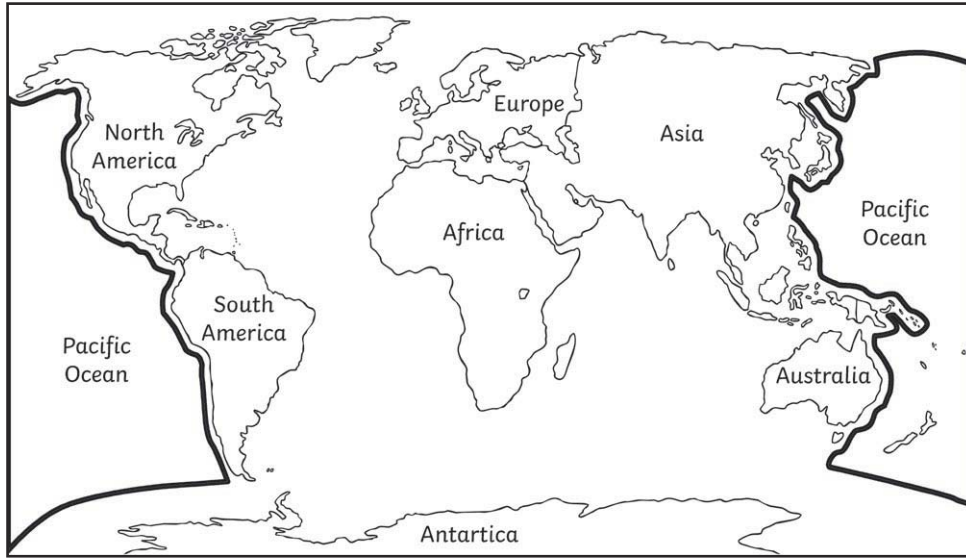 North
America
Europe
Asia
Pacific
Ocean
Africa
South
America
Pacific
Ocean
Australia
Antartica